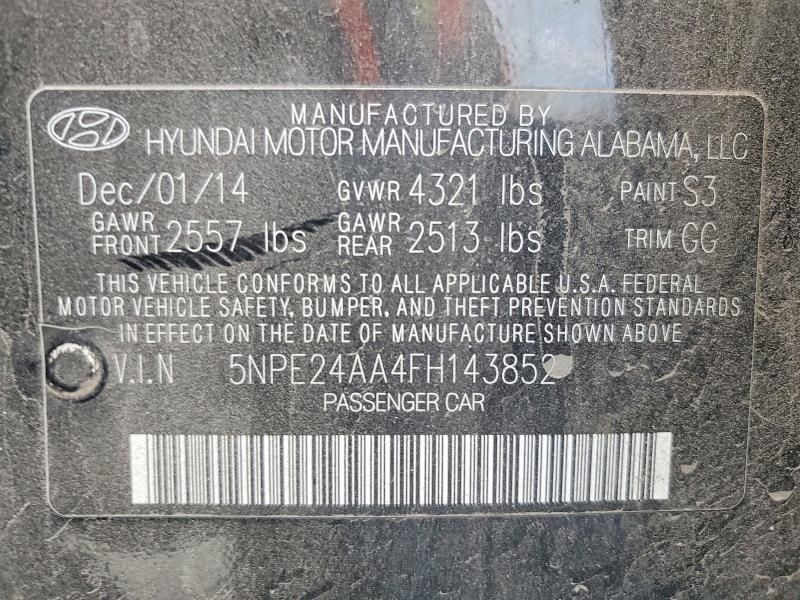 MANUFACTURED BY
HYUNDAI MOTOR MANUFACTURING ALABAMA, LLC
Dec/01/14 GVWR 4321 lbs PAINT S3
GAWR FRONT 2557 lbs GAWR REAR 2513 lbs TRIM GG
THIS VEHICLE CONFORMS TO ALL APPLICABLE U.S.A. FEDERAL
MOTOR VEHICLE SAFETY, BUMPER, AND THEFT PREVENTION STANDARDS
IN EFFECT ON THE DATE OF MANUFACTURE SHOWN ABOVE
V.I.N 5NPE24AA4FH143852
PASSENGER CAR